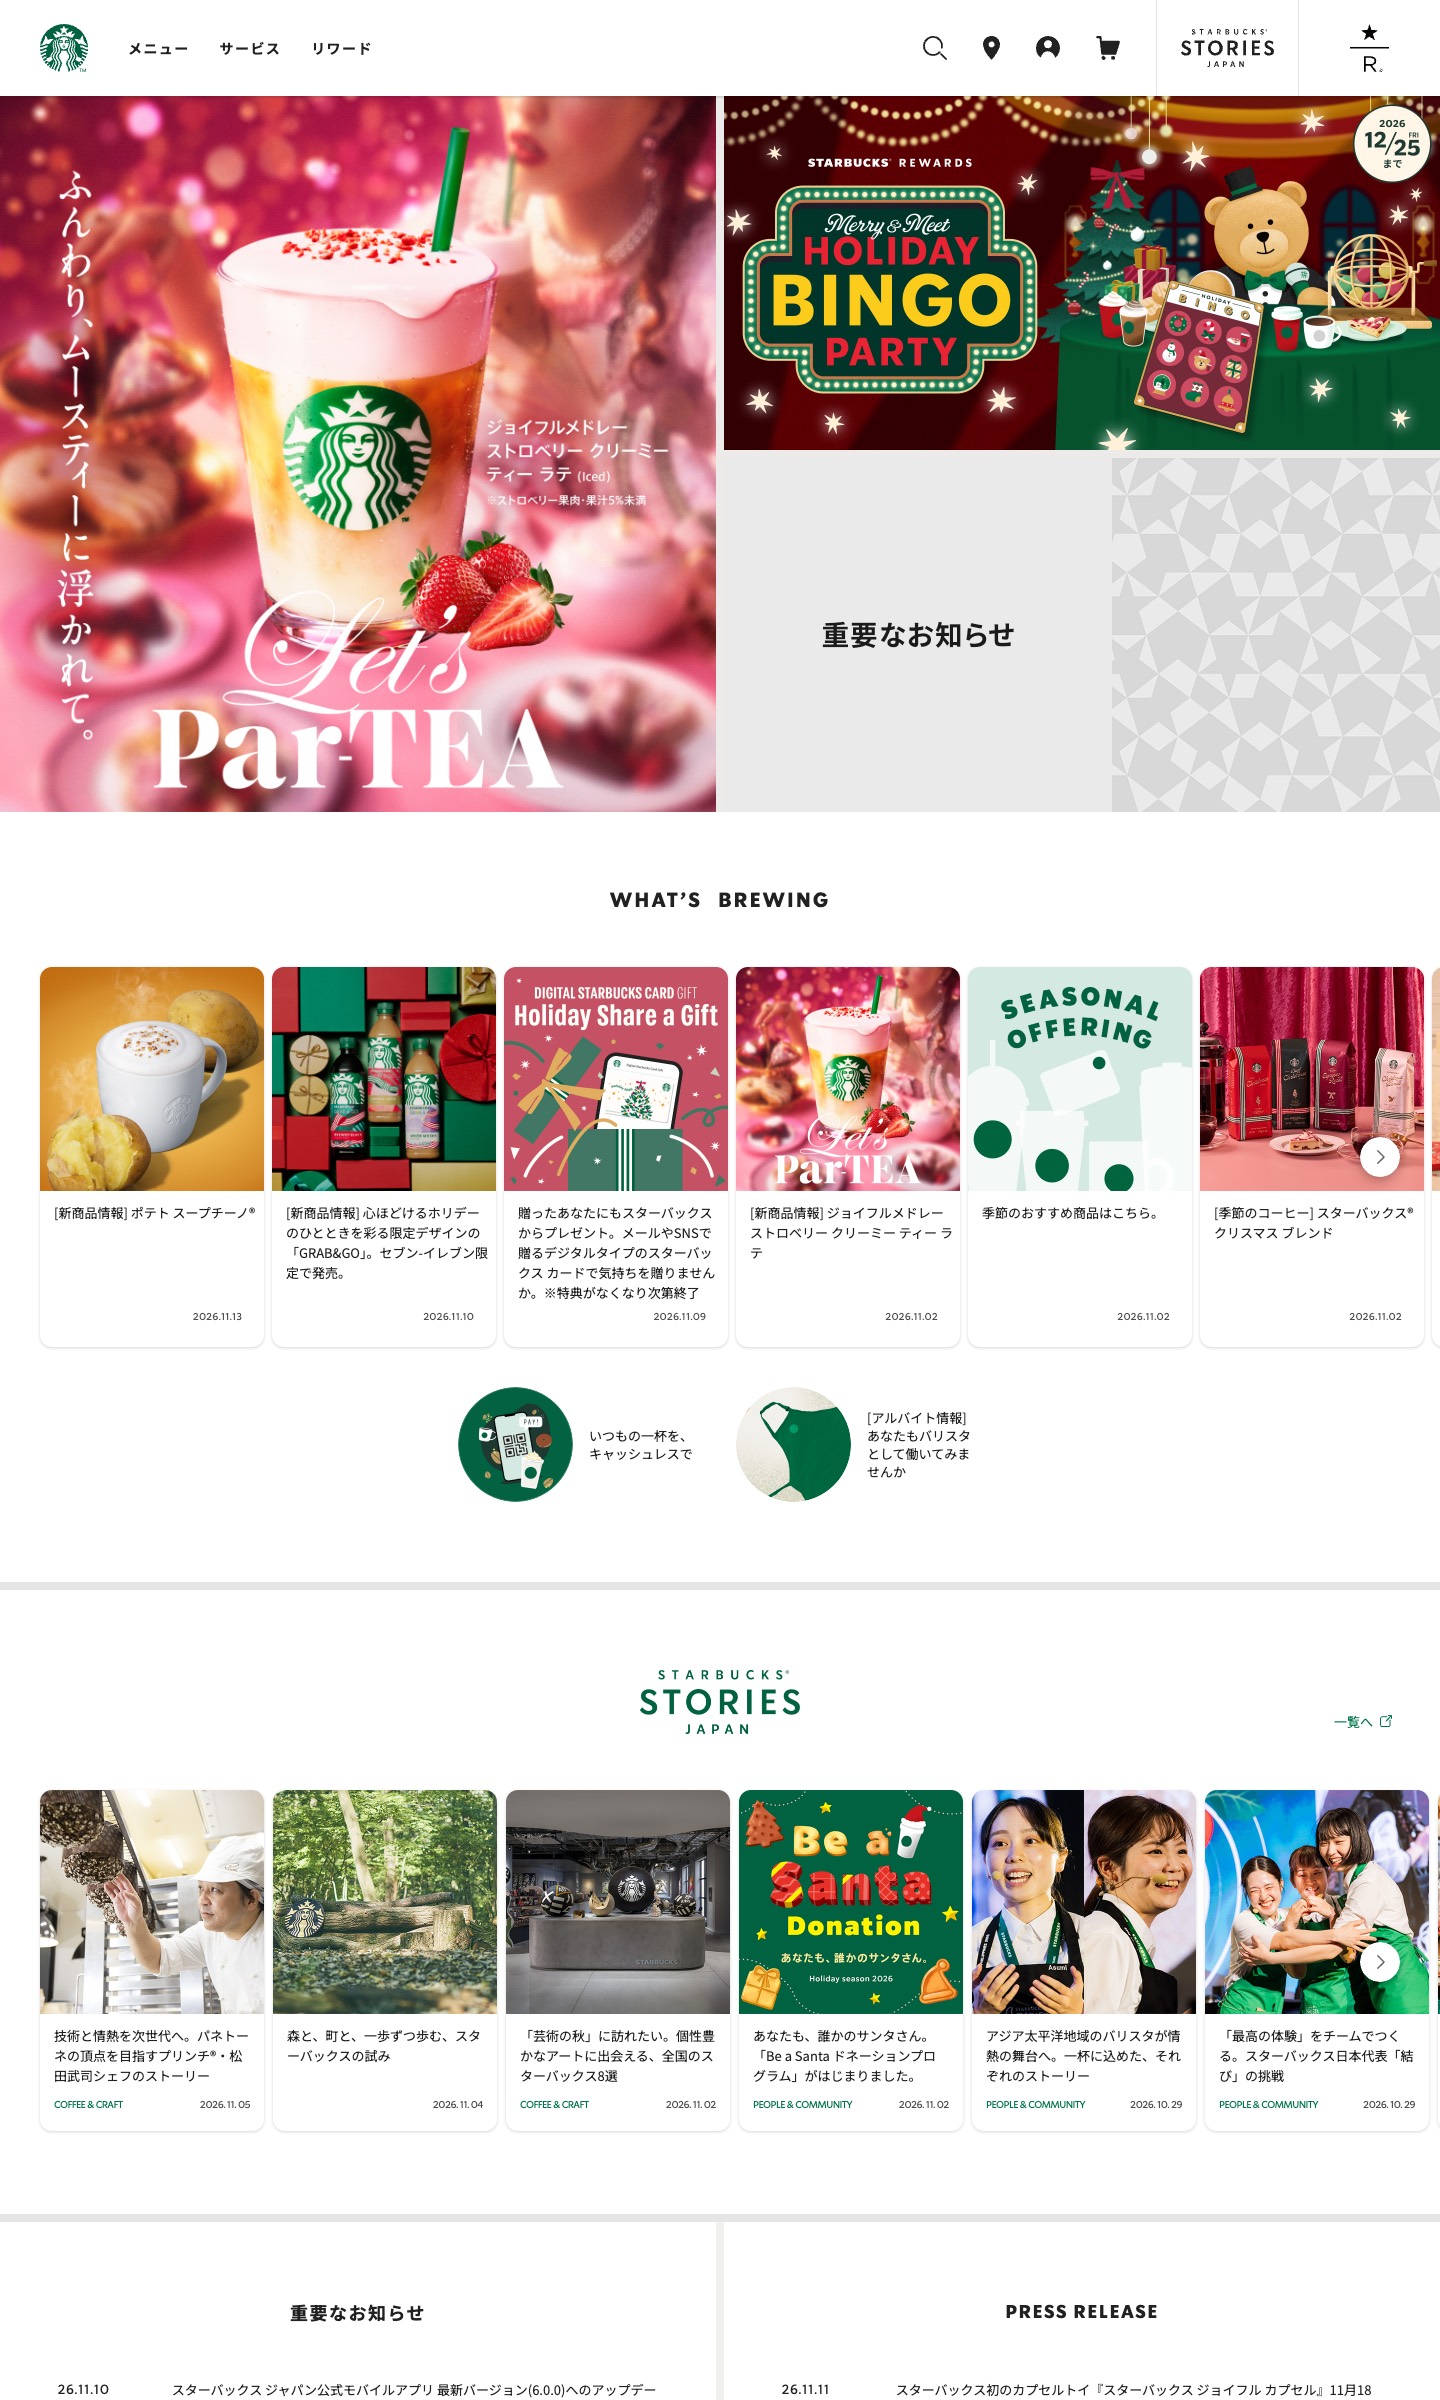 メニュー
サービス
リワード
STARBUCKS®
STORIES
JAPAN
R
ふんわり、ムースティーに浮かれて。
ジョイフルメドレー
ストロベリー クリーミー
ティー ラテ (Iced)
※ストロベリー果肉・果汁5%未満
Let's
Par-TEA
STARBUCKS® REWARDS
Merry & Meet
HOLIDAY
BINGO
PARTY
2026
12/25 FRI
まで
HOLIDAY
BINGO
重要なお知らせ
WHAT'S BREWING
[新商品情報] ポテト スープチーノ®
2026.11.13
[新商品情報] 心ほどけるホリデー
のひとときを彩る限定デザインの
「GRAB&GO」。セブン-イレブン限
定で発売。
2026.11.10
DIGITAL STARBUCKS CARD GIFT
Holiday Share a Gift
贈ったあなたにもスターバックス
からプレゼント。メールやSNSで
贈るデジタルタイプのスターバッ
クス カードで気持ちを贈りません
か。※特典がなくなり次第終了
2026.11.09
Let's
Par-TEA
[新商品情報] ジョイフルメドレー
ストロベリー クリーミー ティー ラ
テ
2026.11.02
SEASONAL
OFFERING
季節のおすすめ商品はこちら。
2026.11.02
[季節のコーヒー] スターバックス®
クリスマス ブレンド
2026.11.02
PAY!
いつもの一杯を、
キャッシュレスで
[アルバイト情報]
あなたもバリスタ
として働いてみま
せんか
STARBUCKS®
STORIES
JAPAN
一覧へ
技術と情熱を次世代へ。パネトー
ネの頂点を目指すプリンチ®・松
田武司シェフのストーリー
COFFEE & CRAFT
2026.11.05
森と、町と、一歩ずつ歩む、スタ
ーバックスの試み
2026.11.04
STARBUCKS
「芸術の秋」に訪れたい。個性豊
かなアートに出会える、全国のス
ターバックス8選
COFFEE & CRAFT
2026.11.02
Be a
Santa
Donation
あなたも、誰かのサンタさん。
Holiday season 2026
あなたも、誰かのサンタさん。
「Be a Santa ドネーションプロ
グラム」がはじまりました。
PEOPLE & COMMUNITY
2026.11.02
Asumi
アジア太平洋地域のバリスタが情
熱の舞台へ。一杯に込めた、それ
ぞれのストーリー
PEOPLE & COMMUNITY
2026.10.29
「最高の体験」をチームでつく
る。スターバックス日本代表「結
び」の挑戦
PEOPLE & COMMUNITY
2026.10.29
重要なお知らせ
26.11.10
スターバックス ジャパン公式モバイルアプリ 最新バージョン(6.0.0)へのアップデー
PRESS RELEASE
26.11.11
スターバックス初のカプセルトイ『スターバックス ジョイフル カプセル』11月18